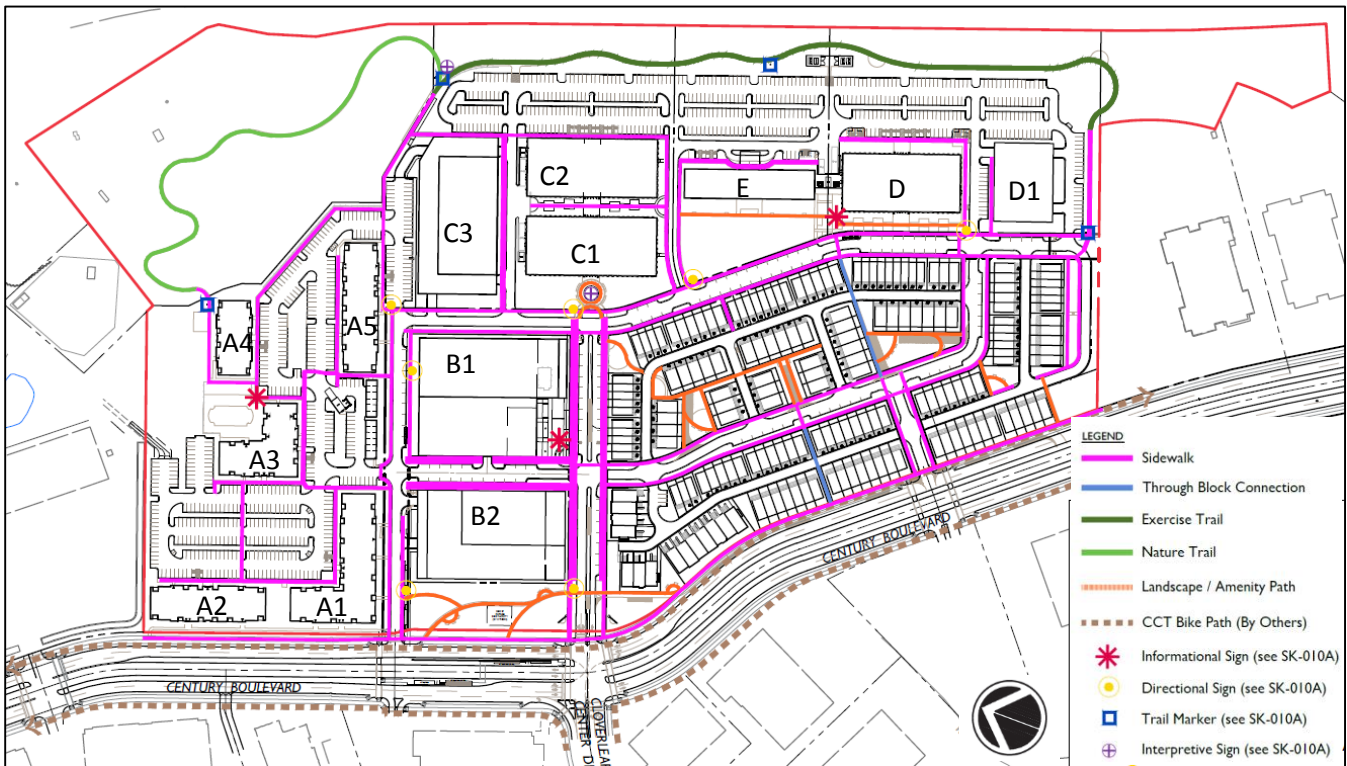 C2
E
D
D1
C3
C1
A5
A4
B1
A3
B2
A2
A1
CENTURY BOULEVARD
CENTURY BOULEVARD
CENTER D
CLOVERLEA
LEGEND
Sidewalk
Through Block Connection
Exercise Trail
Nature Trail
Landscape / Amenity Path
CCT Bike Path (By Others)
Informational Sign (see SK-010A)
Directional Sign (see SK-010A)
Trail Marker (see SK-010A)
Interpretive Sign (see SK-010A)